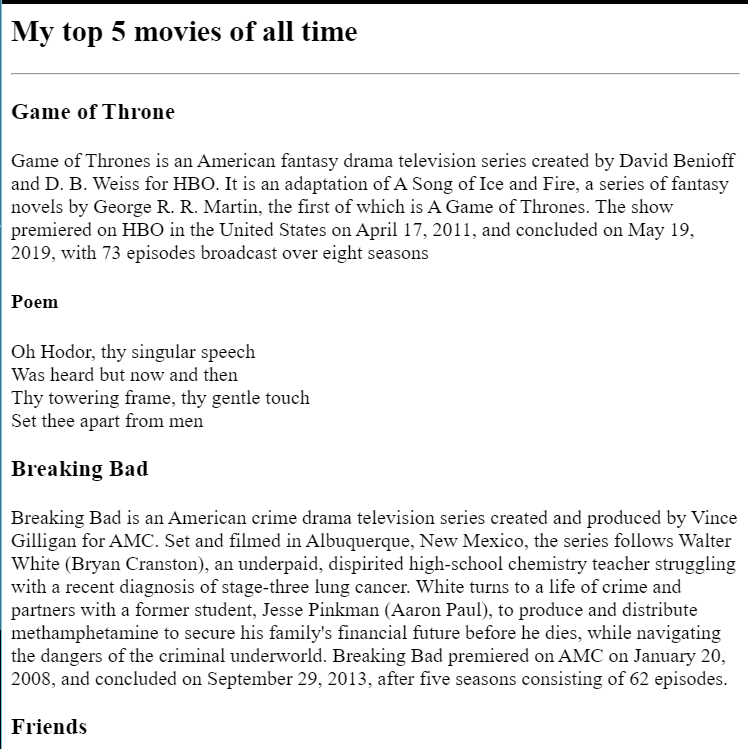 My top 5 movies of all time
Game of Throne
Game of Thrones is an American fantasy drama television series created by David Benioff
and D. B. Weiss for HBO. It is an adaptation of A Song of Ice and Fire, a series of fantasy
novels by George R. R. Martin, the first of which is A Game of Thrones. The show
premiered on HBO in the United States on April 17, 2011, and concluded on May 19,
2019, with 73 episodes broadcast over eight seasons
Poem
Oh Hodor, thy singular speech
Was heard but now and then
Thy towering frame, thy gentle touch
Set thee apart from men
Breaking Bad
Breaking Bad is an American crime drama television series created and produced by Vince
Gilligan for AMC. Set and filmed in Albuquerque, New Mexico, the series follows Walter
White (Bryan Cranston), an underpaid, dispirited high-school chemistry teacher struggling
with a recent diagnosis of stage-three lung cancer. White turns to a life of crime and
partners with a former student, Jesse Pinkman (Aaron Paul), to produce and distribute
methamphetamine to secure his family's financial future before he dies, while navigating
the dangers of the criminal underworld. Breaking Bad premiered on AMC on January 20,
2008, and concluded on September 29, 2013, after five seasons consisting of 62 episodes.
Friends